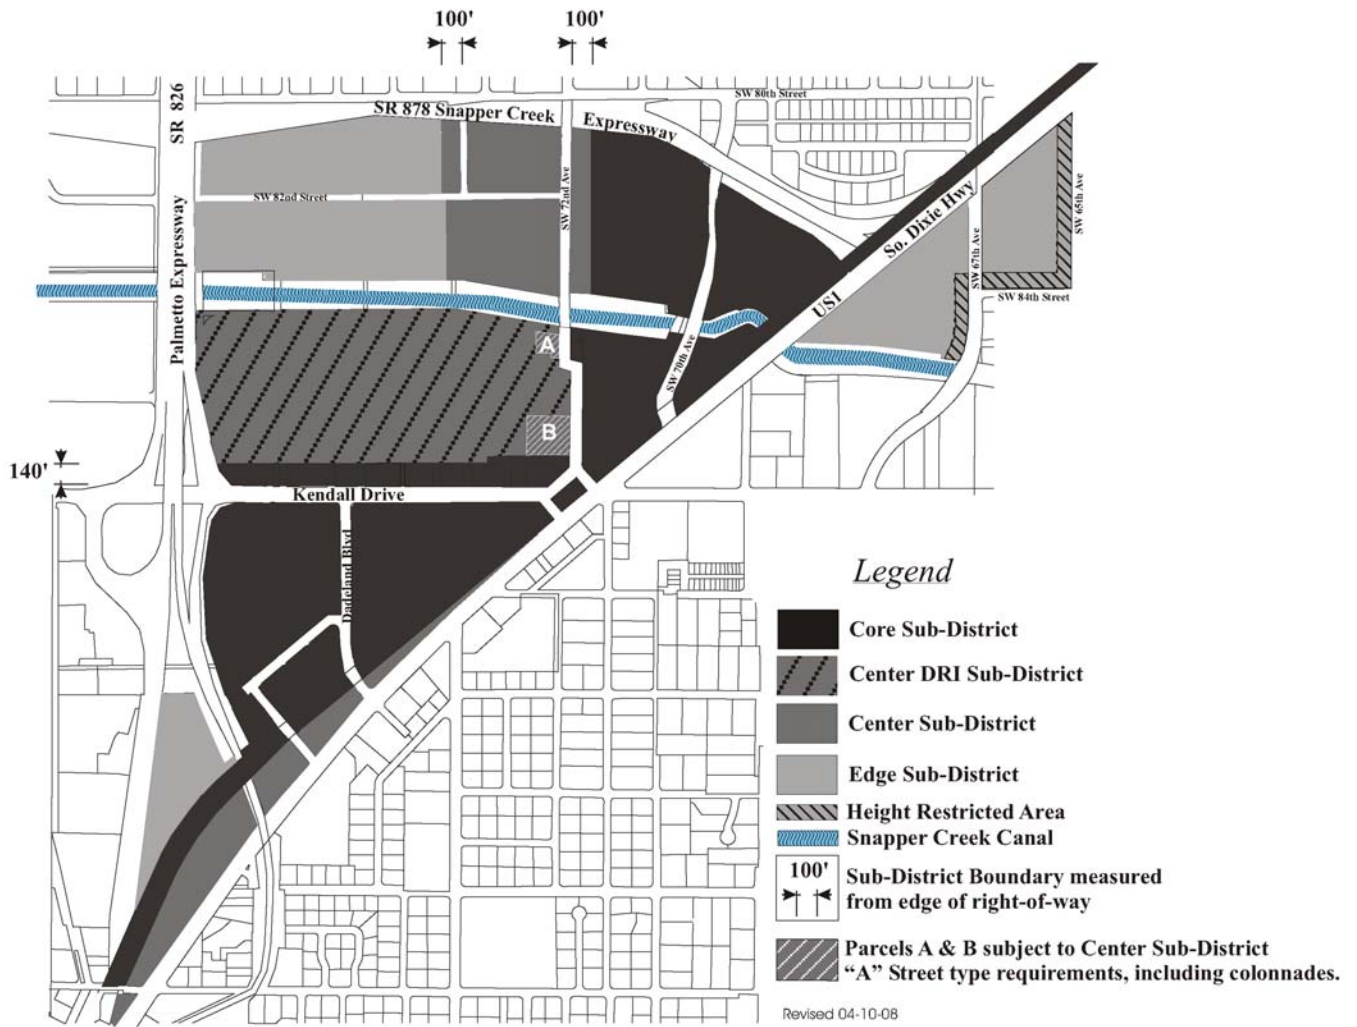 100' 100'
SR 826
SW 80th Street
SR 878 Snapper Creek Expressway
SW 72nd Ave
SW 82nd Street
So. Dixie Hwy
SW 65th Ave
SW 67th Ave
Palmetto Expressway
SW 84th Street
US1
A
SW 70th Ave
B
140'
Kendall Drive
Dadeland Blvd
Legend
Core Sub-District
Center DRI Sub-District
Center Sub-District
Edge Sub-District
Height Restricted Area
Snapper Creek Canal
100'
Sub-District Boundary measured
from edge of right-of-way
Parcels A & B subject to Center Sub-District
“A” Street type requirements, including colonnades.
Revised 04-10-08